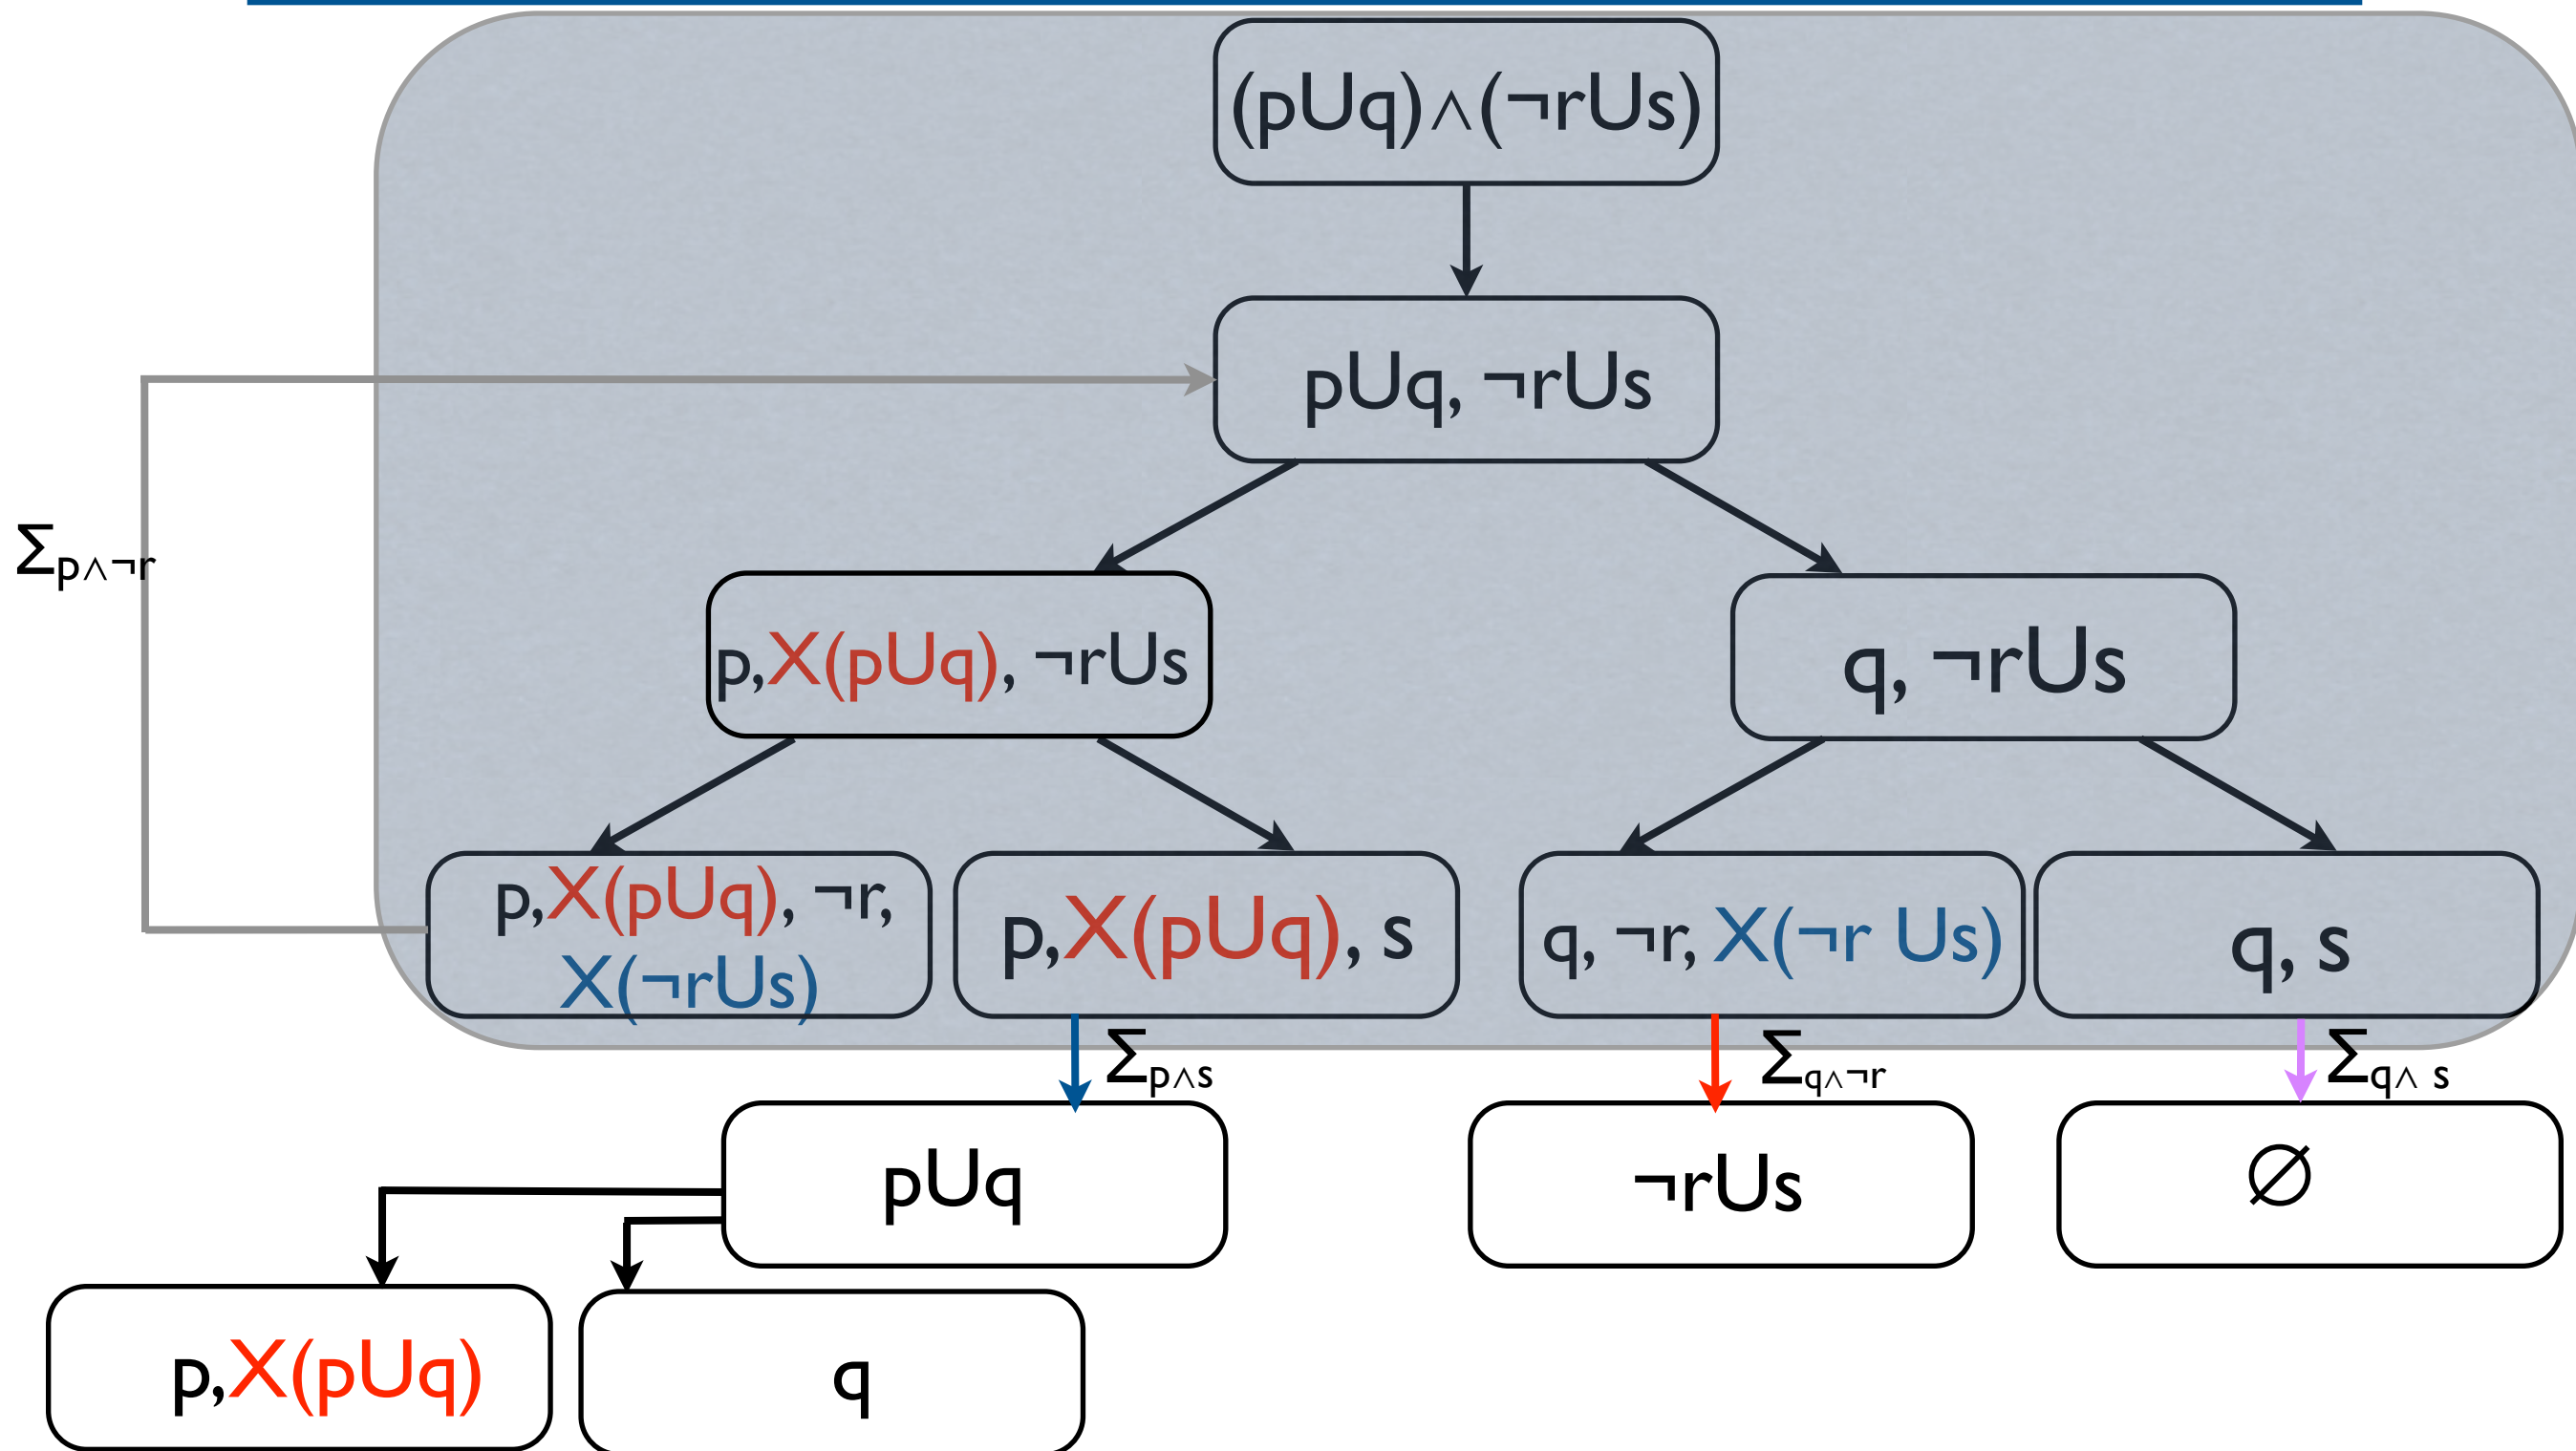 (pUq)∧(¬rUs)
pUq, ¬rUs
Σp∧¬r
p,X(pUq), ¬rUs
q, ¬rUs
p,X(pUq), ¬r,
X(¬rUs)
p,X(pUq), s
q, ¬r, X(¬r Us)
q, s
Σp∧s
Σq∧¬r
Σq∧ s
pUq
¬rUs
∅
p,X(pUq)
q